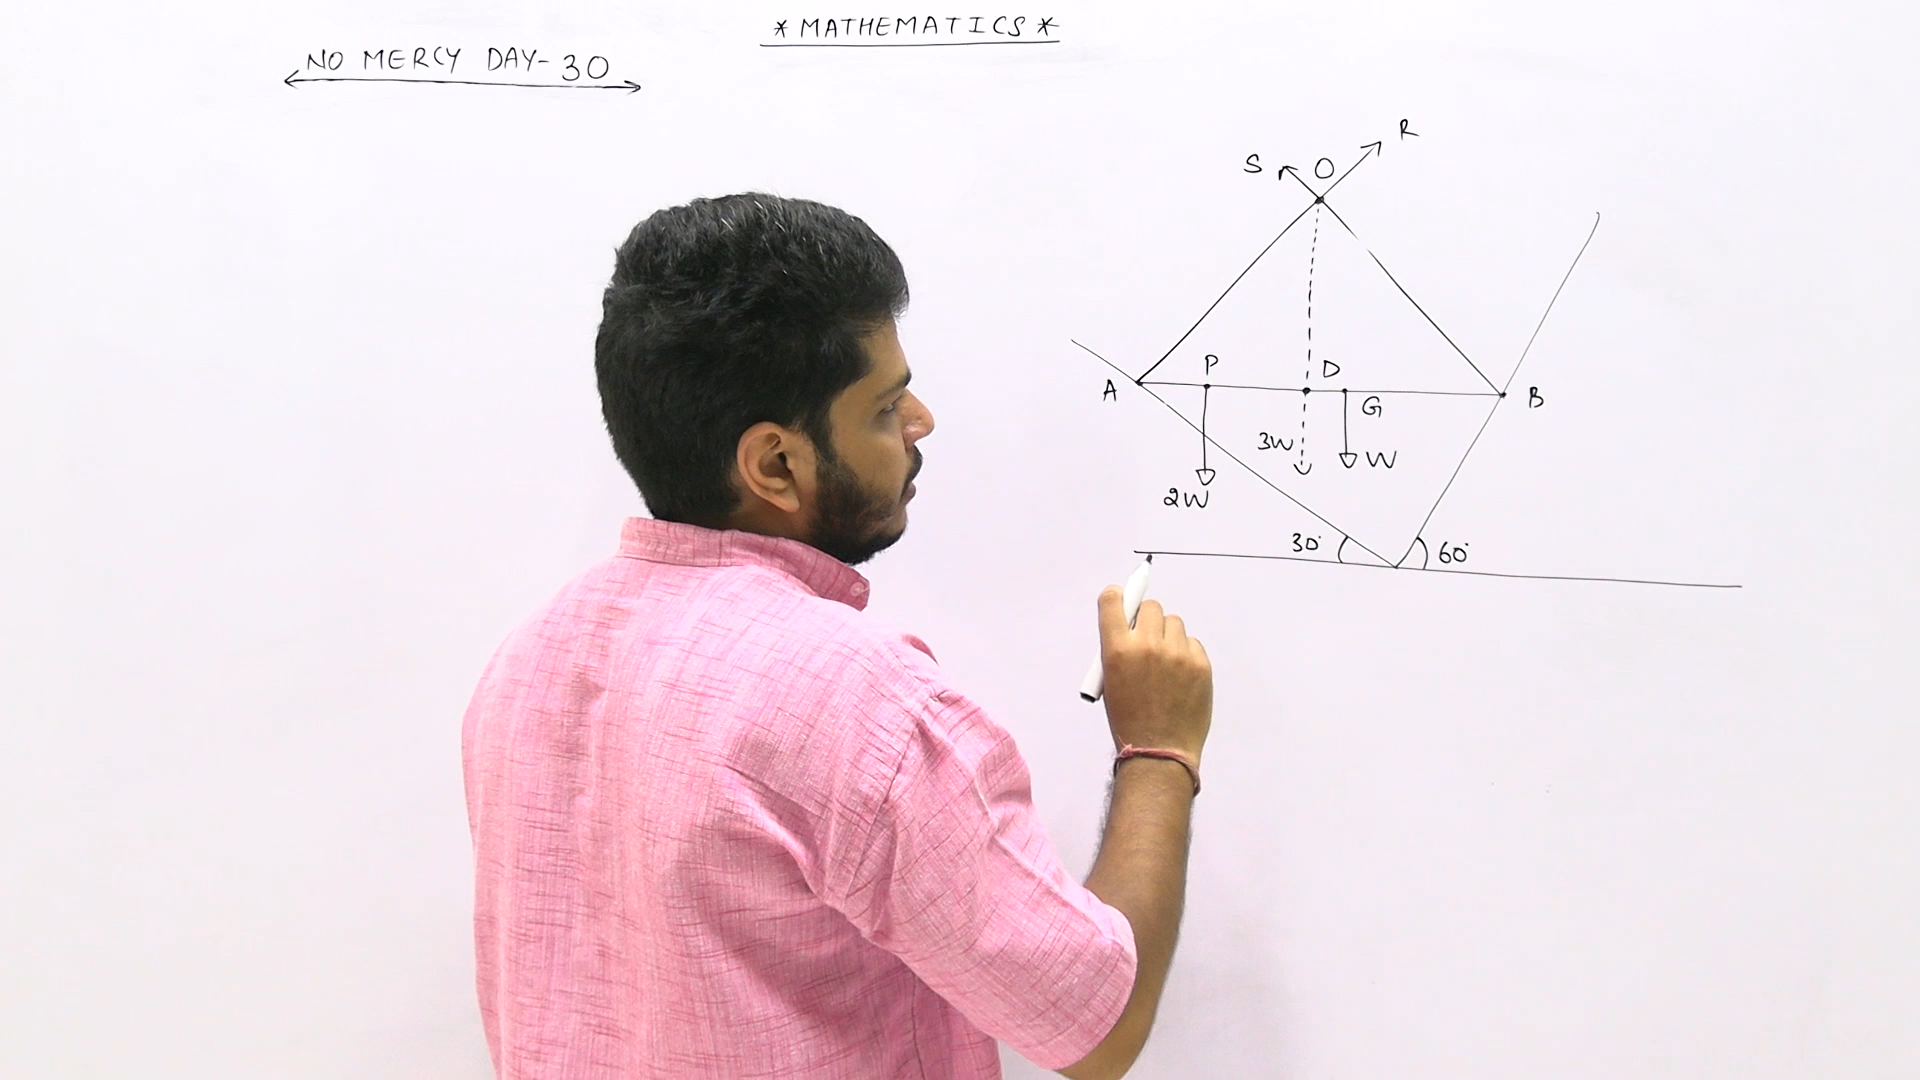 * MATHEMATICS *
NO MERCY DAY-30
R
S O
P D
A G B
3W W
2W
30° 60°